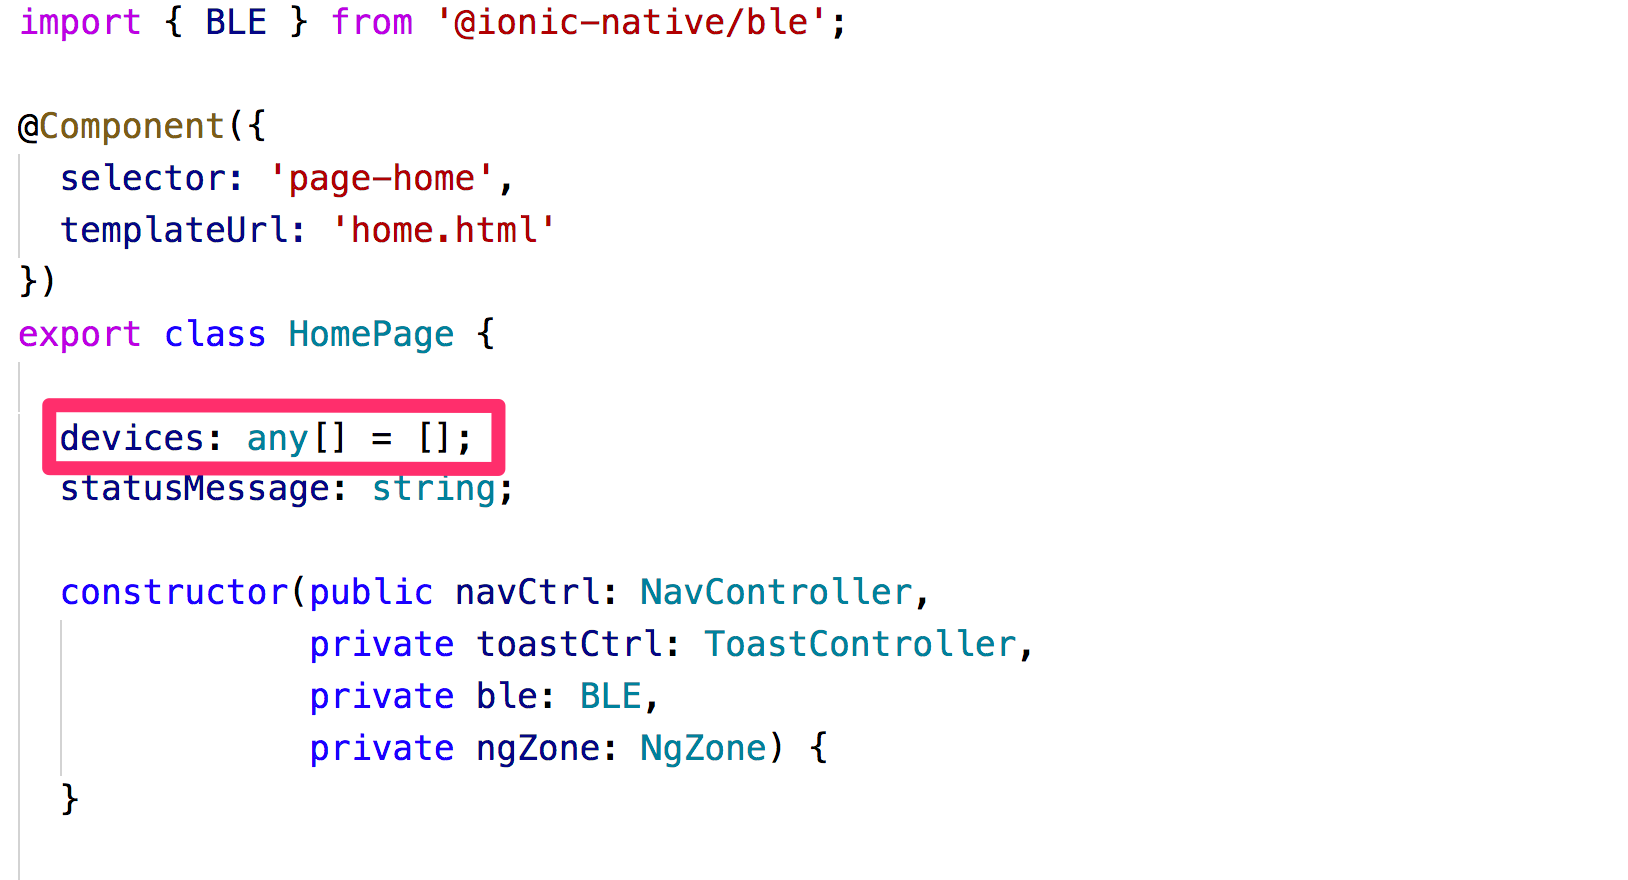 import { BLE } from '@ionic-native/ble';
@Component({
selector: 'page-home',
templateUrl: 'home.html'
})
export class HomePage {
devices: any[] = [];
statusMessage: string;
constructor(public navCtrl: NavController,
private toastCtrl: ToastController,
private ble: BLE,
private ngZone: NgZone) {
}